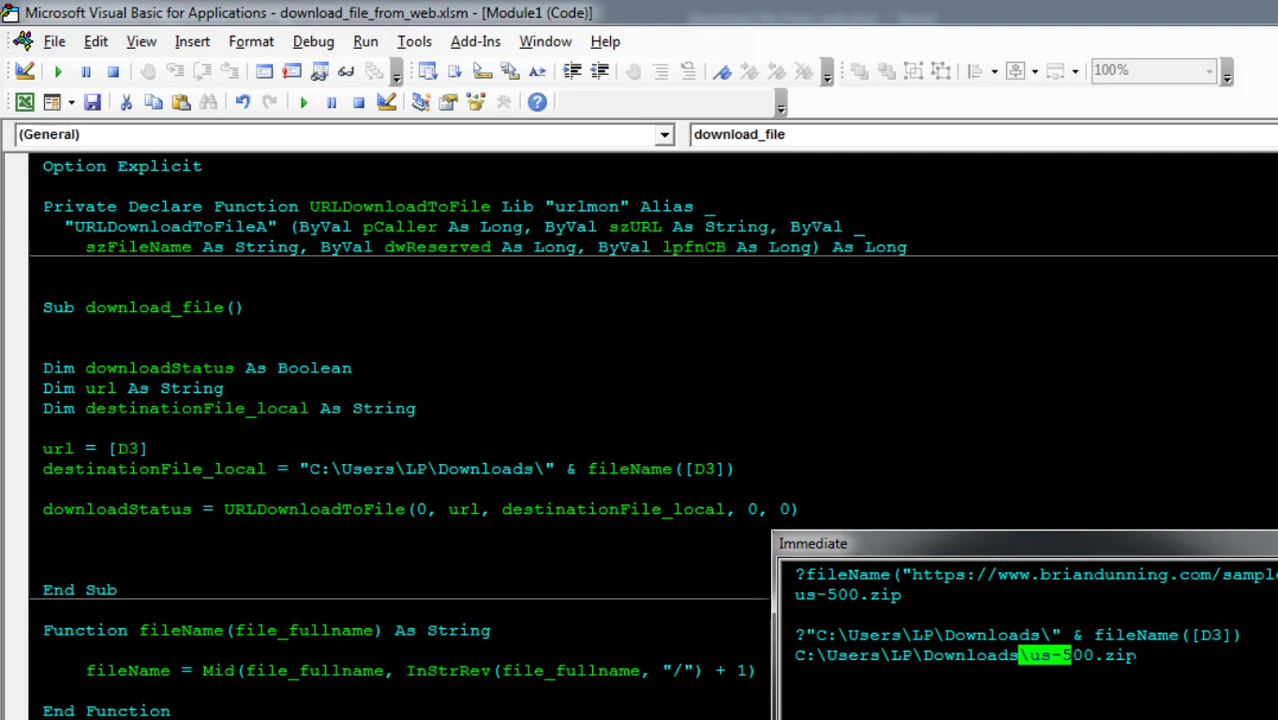 Microsoft Visual Basic for Applications - download_file_from_web.xlsm - [Module1 (Code)]
File Edit View Insert Format Debug Run Tools Add-Ins Window Help
100%
(General) download_file
Option Explicit
Private Declare Function URLDownloadToFile Lib "urlmon" Alias _
"URLDownloadToFileA" (ByVal pCaller As Long, ByVal szURL As String, ByVal _
szFileName As String, ByVal dwReserved As Long, ByVal lpfnCB As Long) As Long
Sub download_file()
Dim downloadStatus As Boolean
Dim url As String
Dim destinationFile_local As String
url = [D3]
destinationFile_local = "C:\Users\LP\Downloads\" & fileName([D3])
downloadStatus = URLDownloadToFile(0, url, destinationFile_local, 0, 0)
End Sub
Function fileName(file_fullname) As String
fileName = Mid(file_fullname, InStrRev(file_fullname, "/") + 1)
End Function
Immediate
?fileName("https://www.briandunning.com/sample
us-500.zip
?"C:\Users\LP\Downloads\" & fileName([D3])
C:\Users\LP\Downloads\us-500.zip